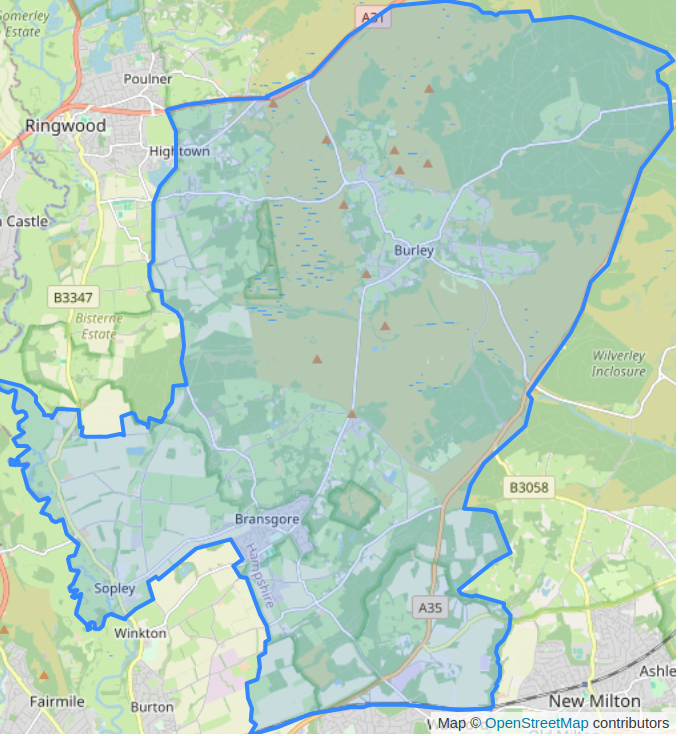 Somerley
Estate
A31
Poulner
Ringwood
Hightown
Castle
Burley
B3347
Bisterne
Estate
Wilverley
Inclosure
B3058
Bransgore
Hampshire
Sopley
A35
Winkton
Ashle
Fairmile
Burton
New Milton
Map © OpenStreetMap contributors